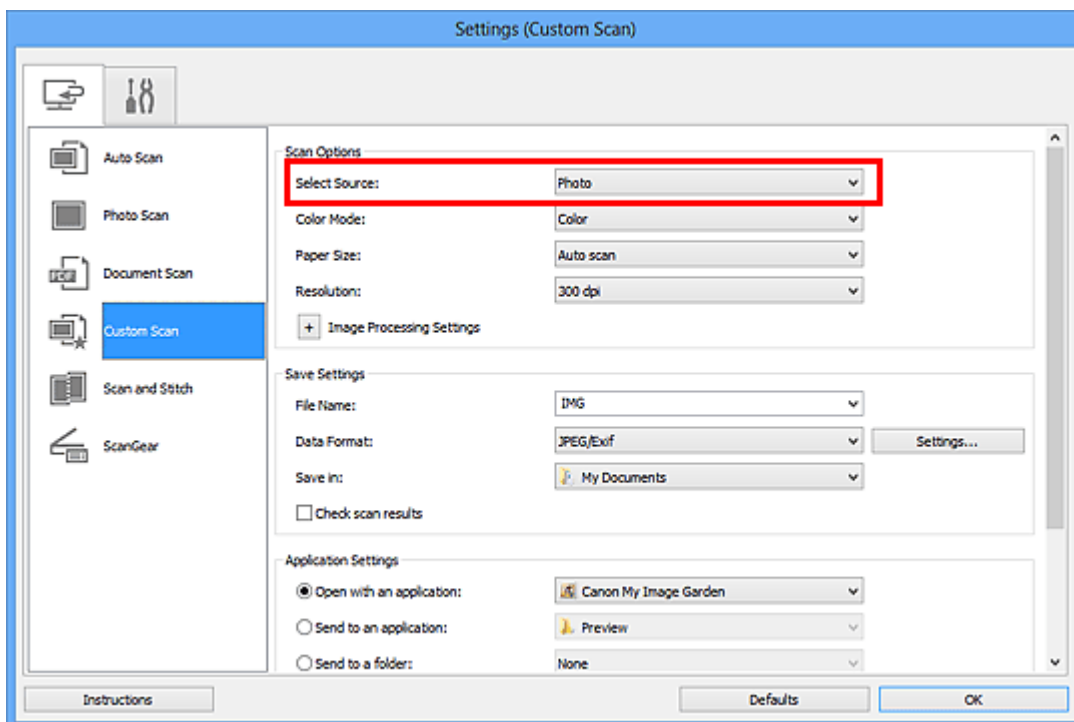 Settings (Custom Scan)
Auto Scan
Photo Scan
Document Scan
Custom Scan
Scan and Stitch
ScanGear
Scan Options
Select Source: Photo
Color Mode: Color
Paper Size: Auto scan
Resolution: 300 dpi
+ Image Processing Settings
Save Settings
File Name: IMG
Data Format: JPEG/Exif Settings...
Save in: My Documents
Check scan results
Application Settings
Open with an application: Canon My Image Garden
Send to an application: Preview
Send to a folder: None
Instructions Defaults OK